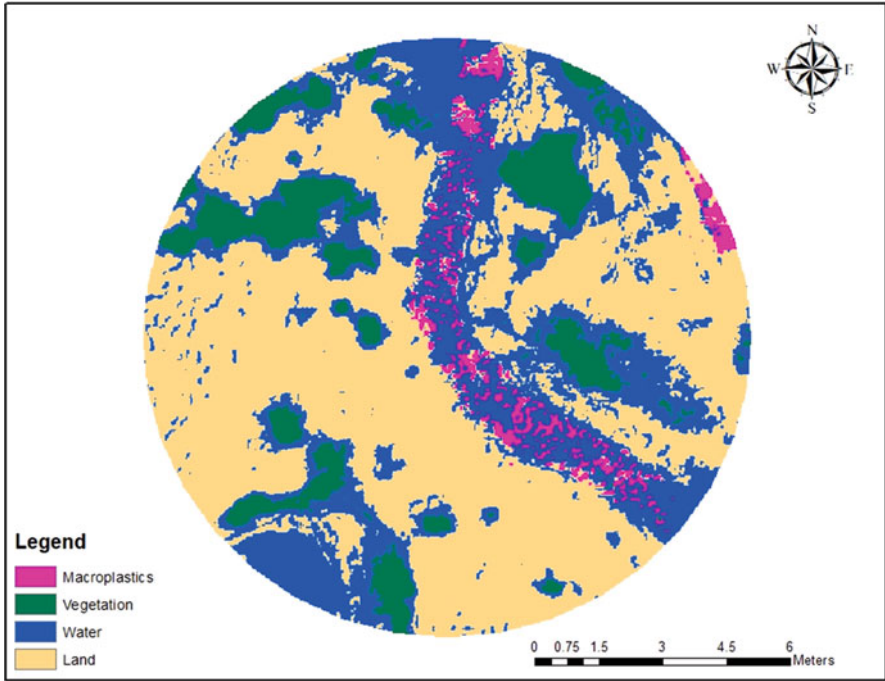 N
W E
S
Legend
Macroplastics
Vegetation
Water
Land
0 0.75 1.5 3 4.5 6
Meters